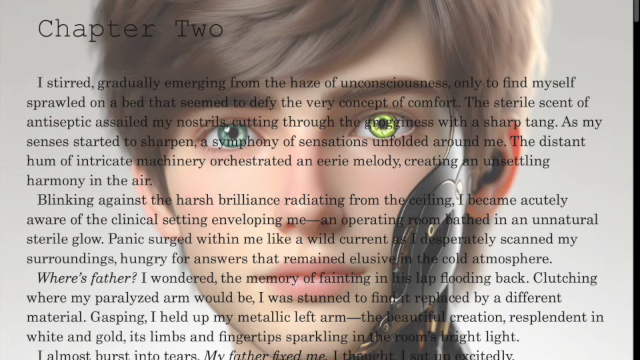 Chapter Two
I stirred, gradually emerging from the haze of unconsciousness, only to find myself
sprawled on a bed that seemed to defy the very concept of comfort. The sterile scent of
antiseptic assailed my nostrils, cutting through the grogginess with a sharp tang. As my
senses started to sharpen, a symphony of sensations unfolded around me. The distant
hum of intricate machinery orchestrated an eerie melody, creating an unsettling
harmony in the air.
Blinking against the harsh brilliance radiating from the ceiling, I became acutely
aware of the clinical setting enveloping me—an operating room bathed in an unnatural
sterile glow. Panic surged within me like a wild current as I desperately scanned my
surroundings, hungry for answers that remained elusive in the cold atmosphere.
Where's father? I wondered, the memory of fainting in his lap flooding back. Clutching
where my paralyzed arm would be, I was stunned to find it replaced by a different
material. Gasping, I held up my metallic left arm—the beautiful creation, resplendent in
white and gold, its limbs and fingertips sparkling in the room's bright light.
I almost burst into tears. My father fixed me, I thought. I sat up excitedly.